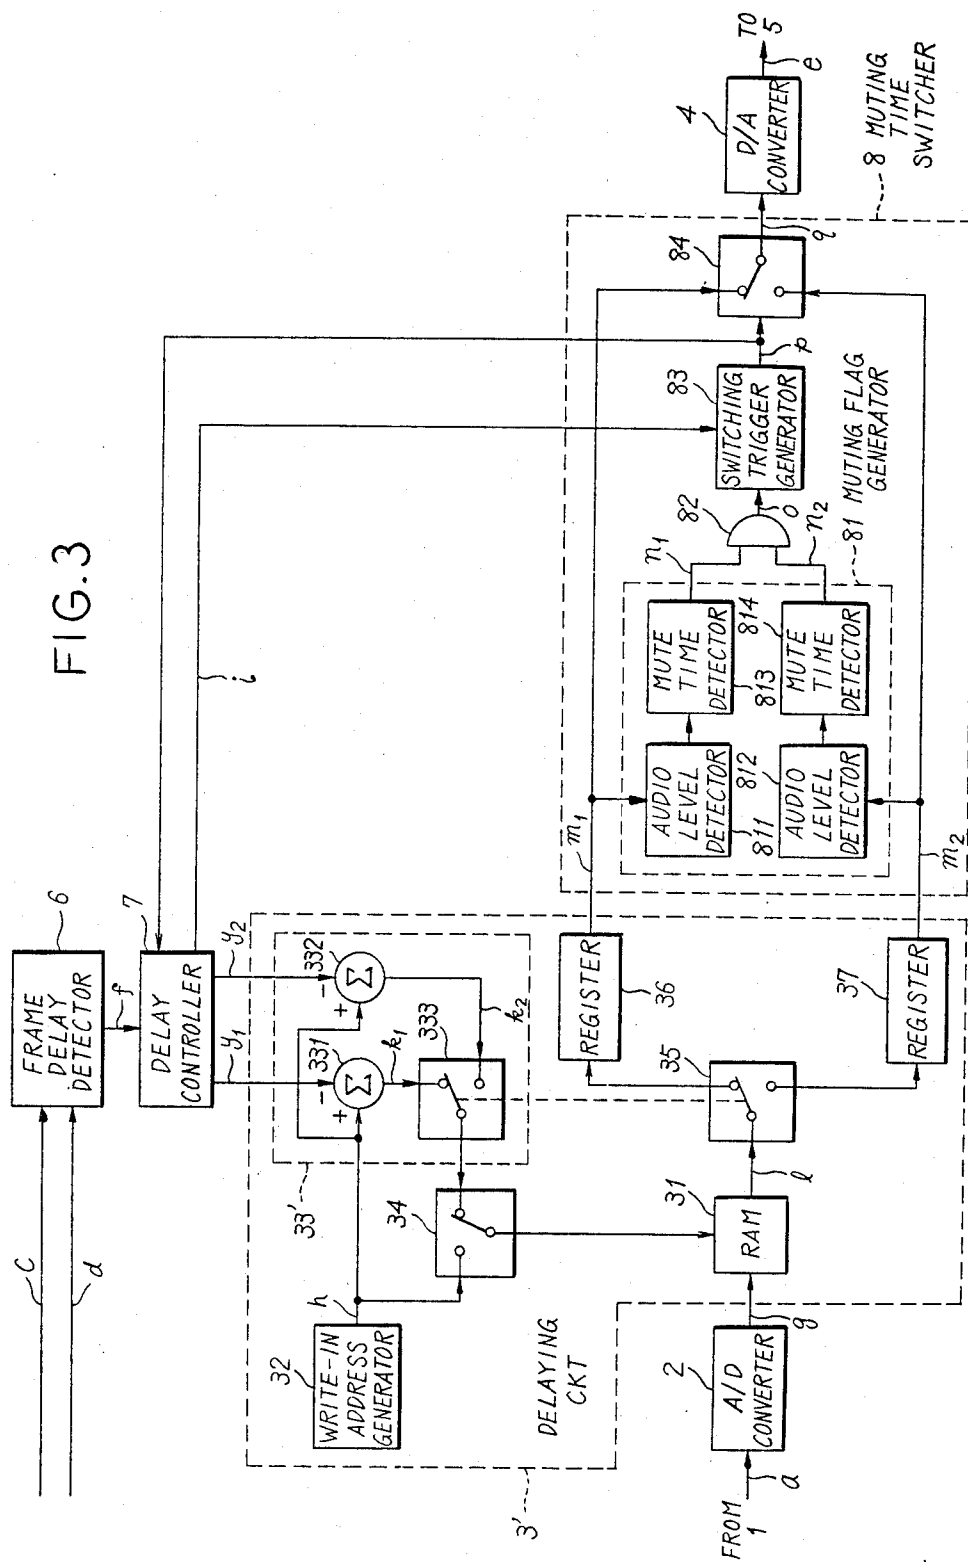 FIG. 3
C
d
FRAME
DELAY
DETECTOR
6
f
DELAY
CONTROLLER
7
i
y1
y2
32
WRITE-IN
ADDRESS
GENERATOR
h
33'
+
−
331
Σ
k1
+
−
332
Σ
k2
333
34
DELAYING
CKT
3'
FROM
1
a
2
A/D
CONVERTER
g
31
RAM
l
35
REGISTER
36
37
REGISTER
m1
m2
AUDIO
LEVEL
DETECTOR
811
MUTE
TIME
DETECTOR
813
812
AUDIO
LEVEL
DETECTOR
814
MUTE
TIME
DETECTOR
81 MUTING FLAG
GENERATOR
n1
n2
82
o
83
SWITCHING
TRIGGER
GENERATOR
p
84
q
4
D/A
CONVERTER
e
TO
5
8 MUTING
TIME
SWITCHER